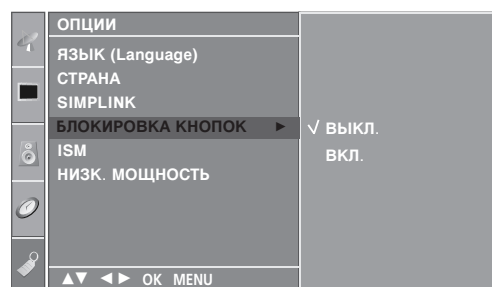 ОПЦИИ
ЯЗЫК (Language)
СТРАНА
SIMPLINK
БЛОКИРОВКА КНОПОК ►
√ ВЫКЛ.
ВКЛ.
ISM
НИЗК. МОЩНОСТЬ
▲▼ ◄► OK MENU